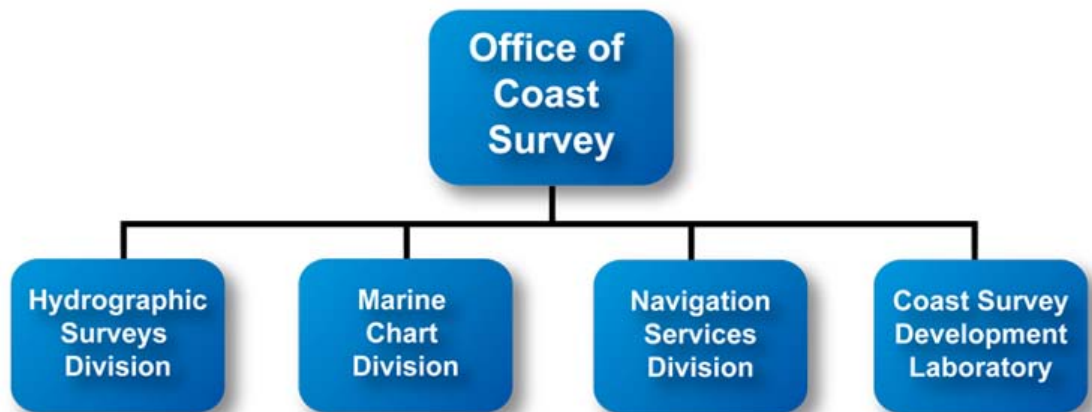 Office of
Coast
Survey
Hydrographic
Surveys
Division
Marine
Chart
Division
Navigation
Services
Division
Coast Survey
Development
Laboratory